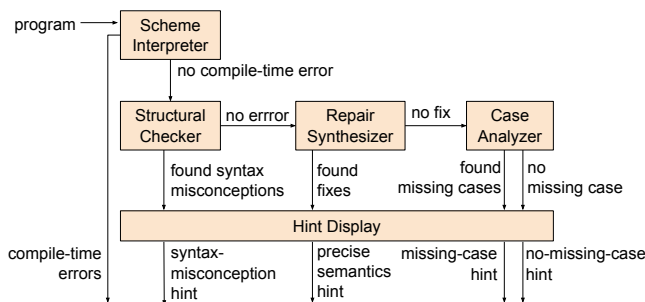 program
Scheme
Interpreter
no compile-time error
Structural
Checker
no errror
Repair
Synthesizer
no fix
Case
Analyzer
found syntax
misconceptions
found
fixes
found
missing cases
no
missing case
Hint Display
compile-time
errors
syntax-
misconception
hint
precise
semantics
hint
missing-case
hint
no-missing-case
hint